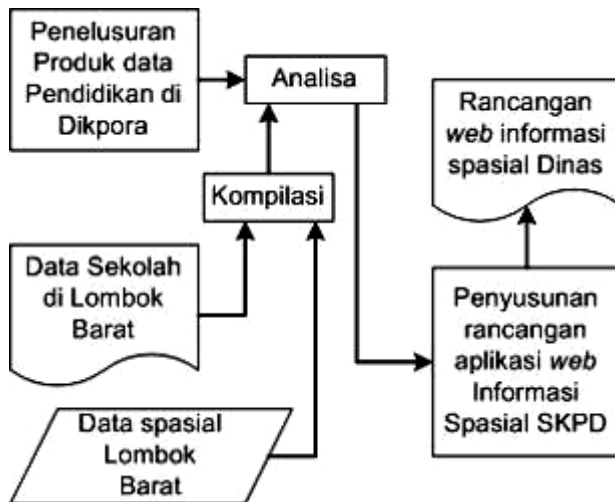 Penelusuran
Produk data
Pendidikan di
Dikpora
Analisa
Kompilasi
Data Sekolah
di Lombok
Barat
Data spasial
Lombok
Barat
Rancangan
web informasi
spasial Dinas
Penyusunan
rancangan
aplikasi web
Informasi
Spasial SKPD